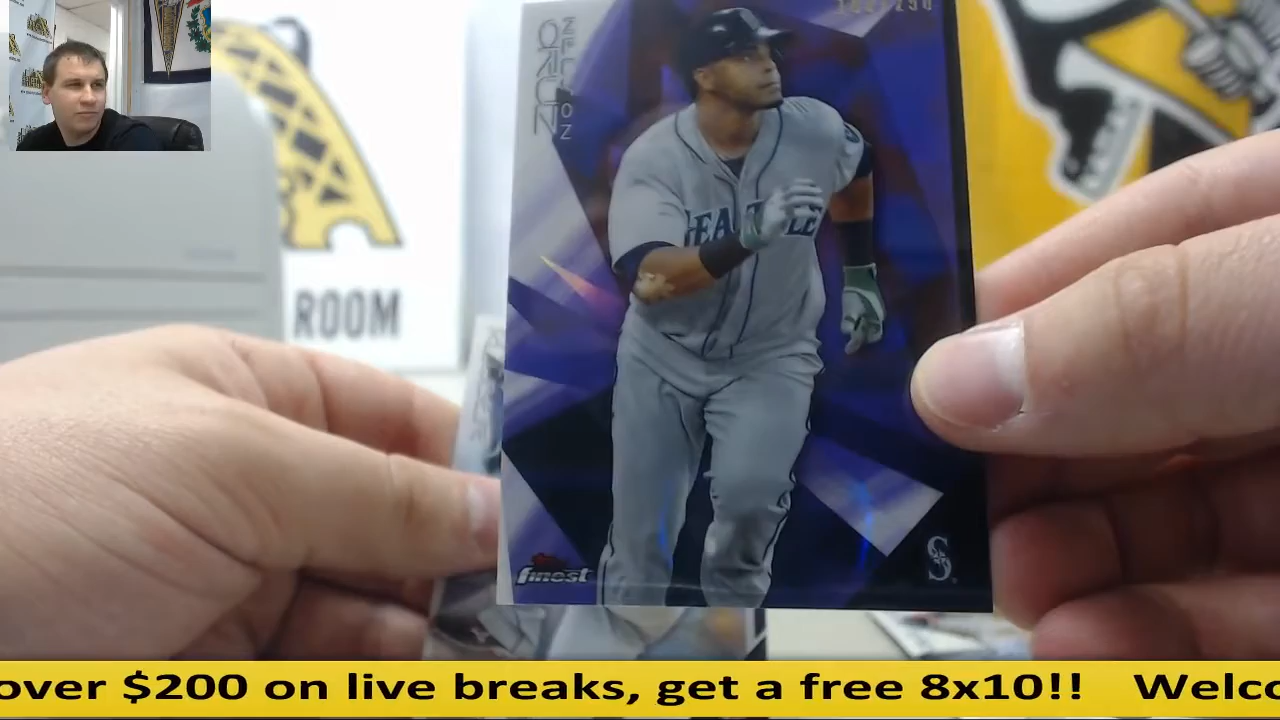 NELSON
CRUZ
SEATTLE
finest
S
ROOM
over $200 on live breaks, get a free 8x10!! Welco